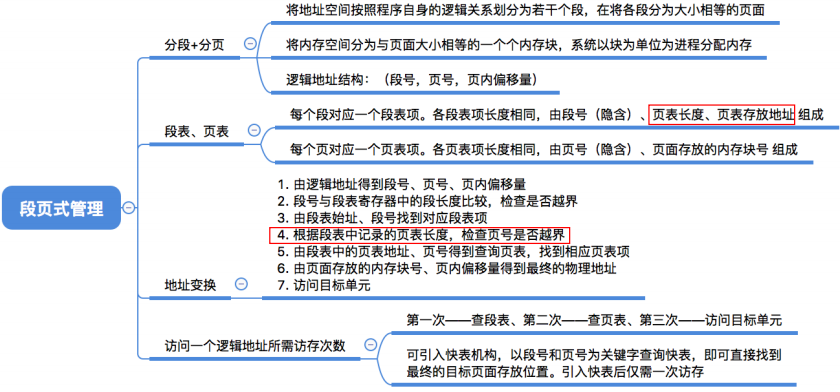 将地址空间按照程序自身的逻辑关系划分为若干个段，在将各段分为大小相等的页面
分段+分页
将内存空间分为与页面大小相等的一个个内存块，系统以块为单位为进程分配内存
逻辑地址结构：（段号，页号，页内偏移量）
每个段对应一个段表项。各段表项长度相同，由段号（隐含）、页表长度、页表存放地址 组成
段表、页表
每个页对应一个页表项。各页表项长度相同，由页号（隐含）、页面存放的内存块号 组成
段页式管理
1. 由逻辑地址得到段号、页号、页内偏移量
2. 段号与段表寄存器中的段长度比较，检查是否越界
3. 由段表始址、段号找到对应段表项
4. 根据段表中记录的页表长度，检查页号是否越界
5. 由段表中的页表地址、页号得到查询页表，找到相应页表项
6. 由页面存放的内存块号、页内偏移量得到最终的物理地址
7. 访问目标单元
地址变换
第一次——查段表、第二次——查页表、第三次——访问目标单元
访问一个逻辑地址所需访存次数
可引入快表机构，以段号和页号为关键字查询快表，即可直接找到
最终的目标页面存放位置。引入快表后仅需一次访存